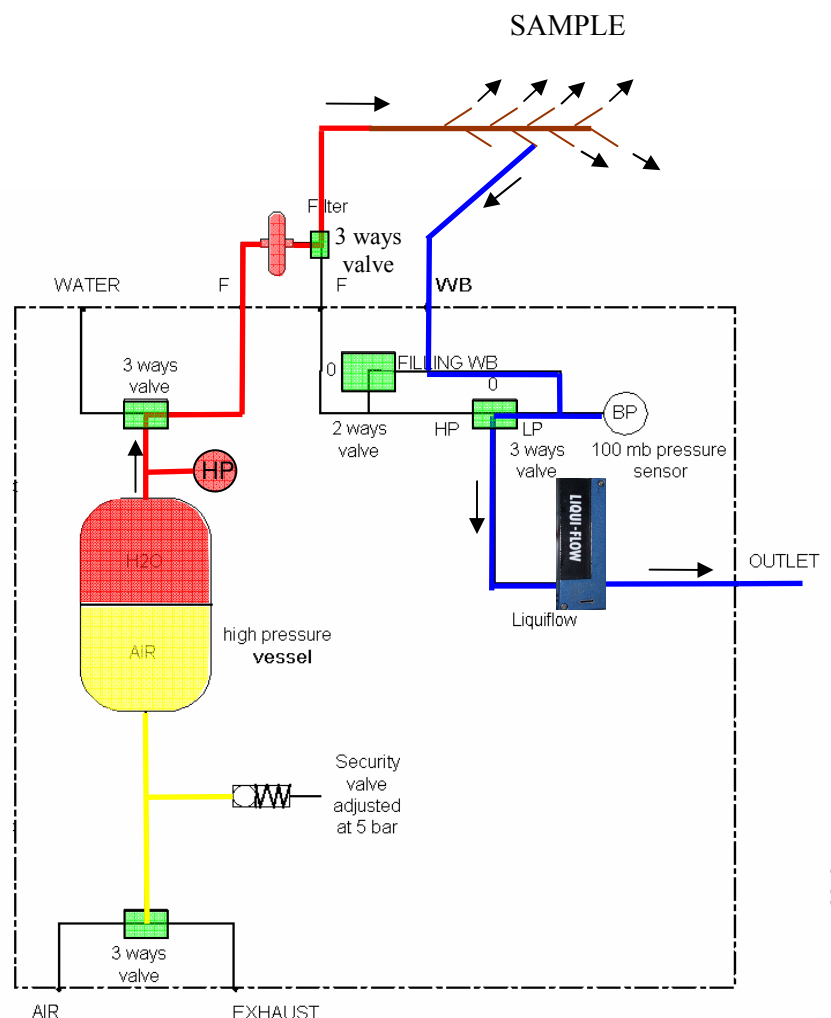 SAMPLE
Filter
3 ways
valve
WATER
F
F
WB
3 ways
valve
0
FILLING WB
0
2 ways
valve
HP
LP
3 ways
valve
BP
100 mb pressure
sensor
HP
LIQUI-FLOW
OUTLET
Liquiflow
H2O
AIR
high pressure
vessel
Security
valve
adjusted
at 5 bar
3 ways
valve
AIR
EXHAUST